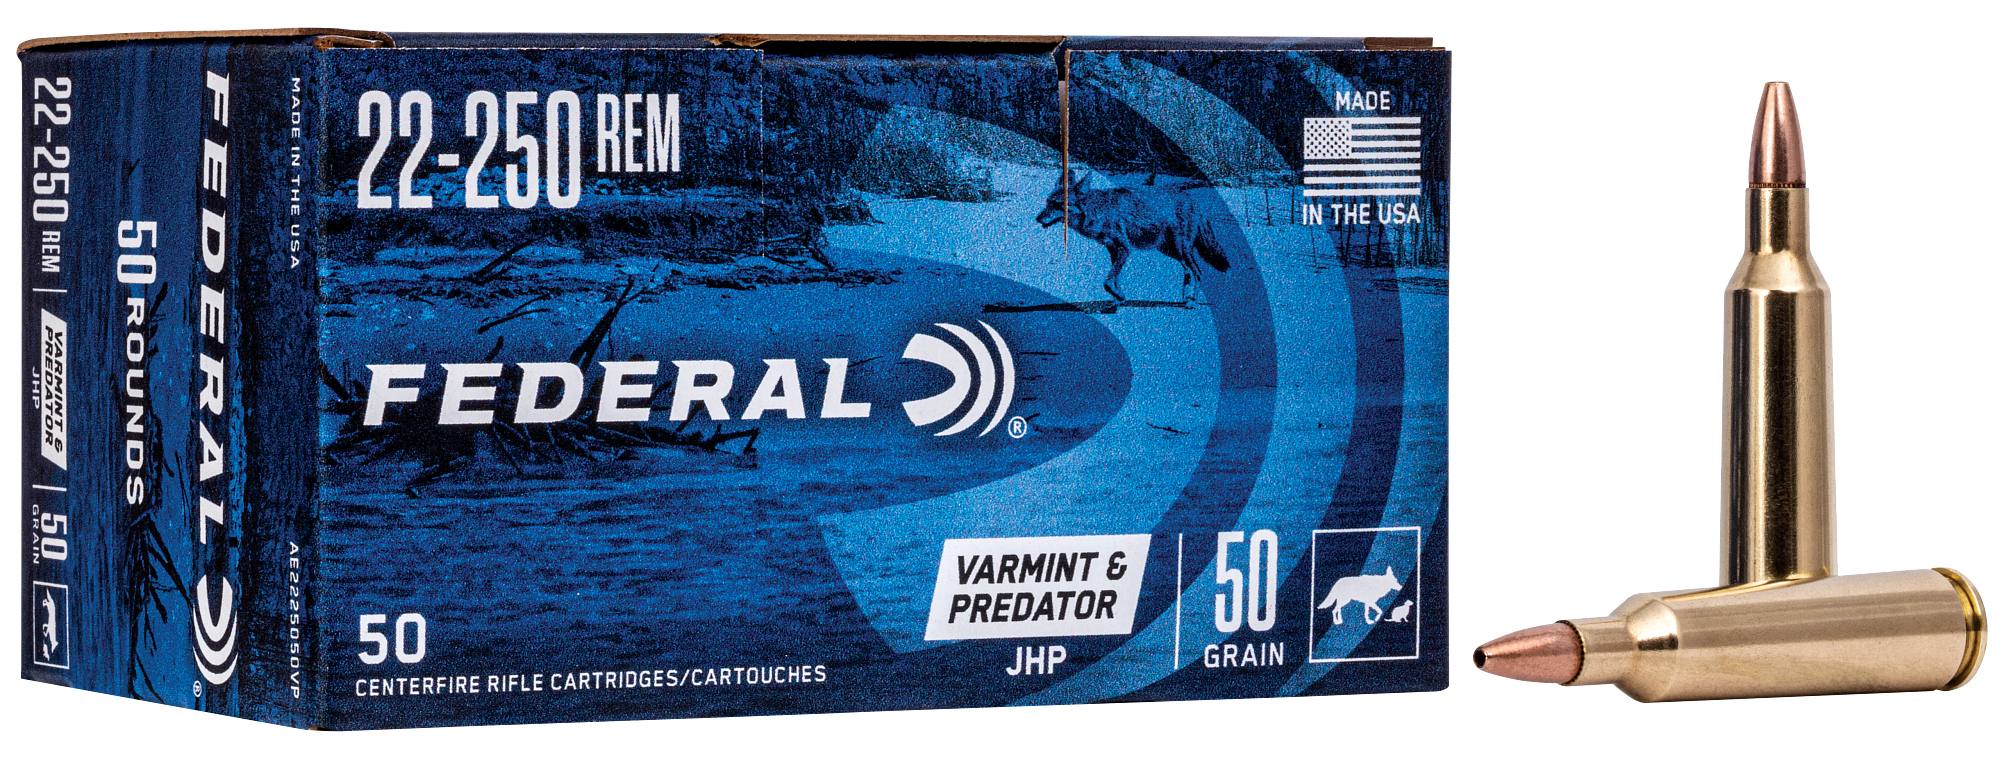 22-250 REM
VARMINT &
PREDATOR
JHP
50
GRAIN
50 ROUNDS
FEDERAL
®
MADE IN THE USA
AE2225050VP
22-250 REM
MADE
IN THE USA
FEDERAL
®
VARMINT &
PREDATOR
JHP
50
GRAIN
50
CENTERFIRE RIFLE CARTRIDGES/CARTOUCHES